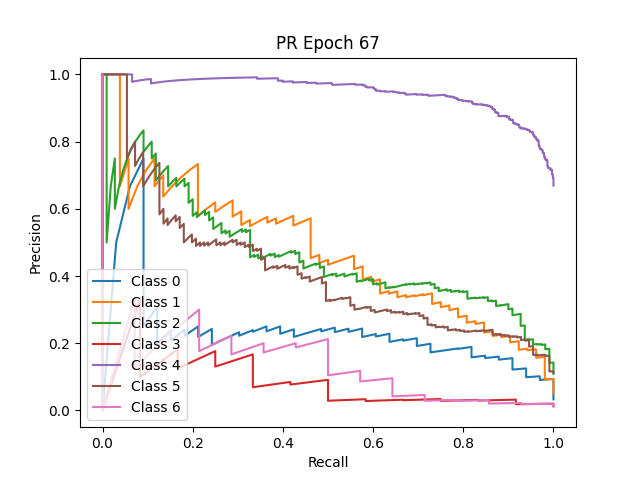 PR Epoch 67
Precision
1.0
0.8
0.6
0.4
0.2
0.0
Class 0
Class 1
Class 2
Class 3
Class 4
Class 5
Class 6
0.0 0.2 0.4 0.6 0.8 1.0
Recall